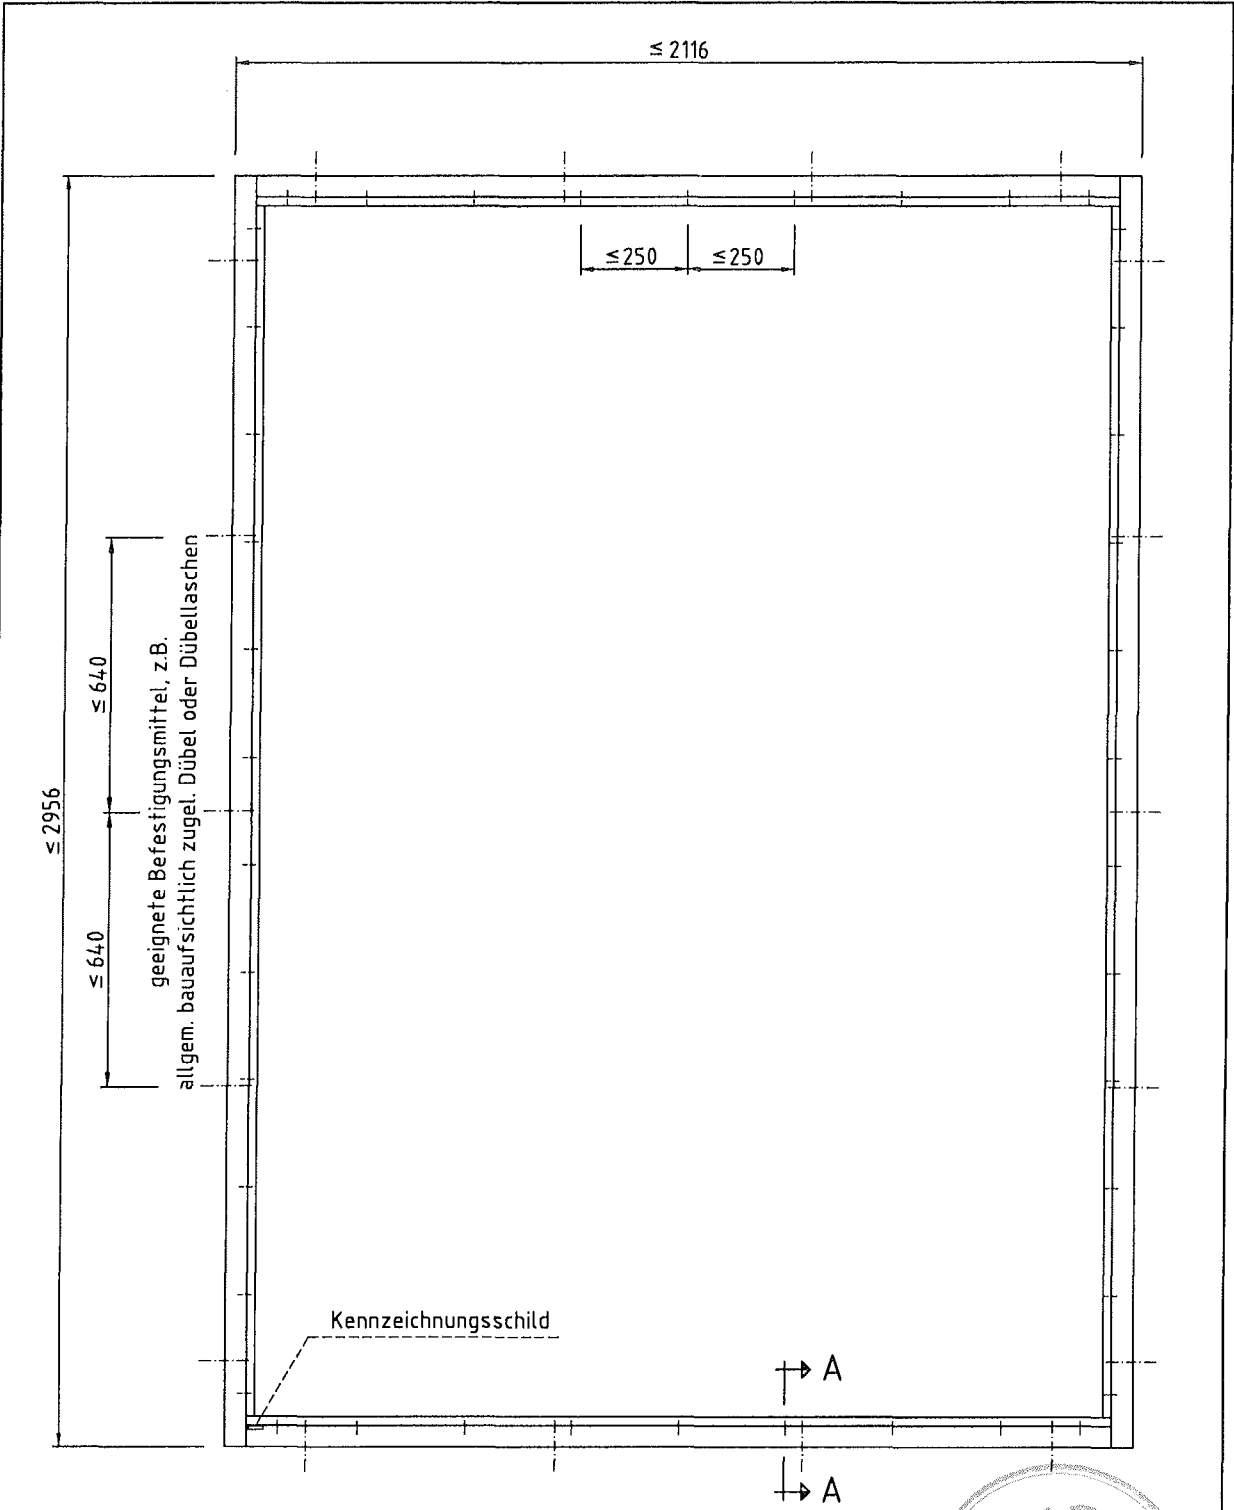 ≤ 2116
≤ 250
≤ 250
≤ 640
≤ 2956
≤ 640
geeignete Befestigungsmittel, z.B.
allgem. bauaufsichtlich zugel. Dübel oder Dübellaschen
Kennzeichnungsschild
A
A